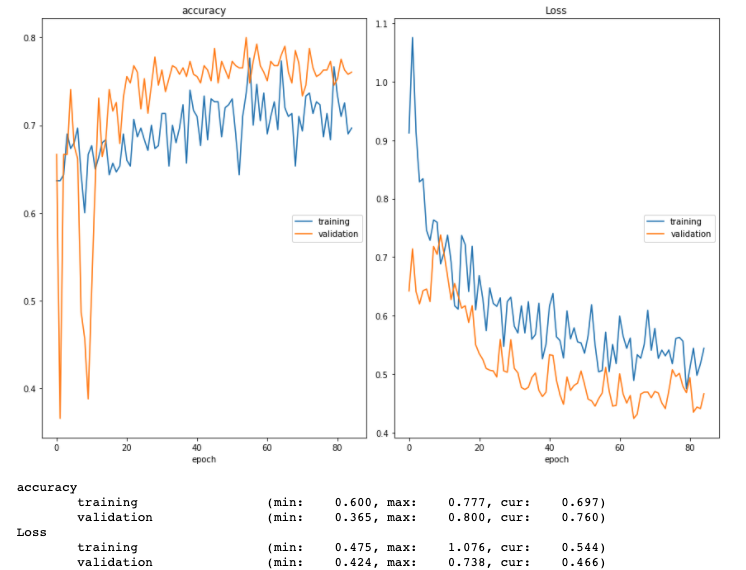 accuracy
0.8
0.7
0.6
0.5
0.4
training
validation
0 20 40 60 80
epoch
Loss
1.1
1.0
0.9
0.8
0.7
0.6
0.5
0.4
training
validation
0 20 40 60 80
epoch
accuracy
training (min: 0.600, max: 0.777, cur: 0.697)
validation (min: 0.365, max: 0.800, cur: 0.760)
Loss
training (min: 0.475, max: 1.076, cur: 0.544)
validation (min: 0.424, max: 0.738, cur: 0.466)